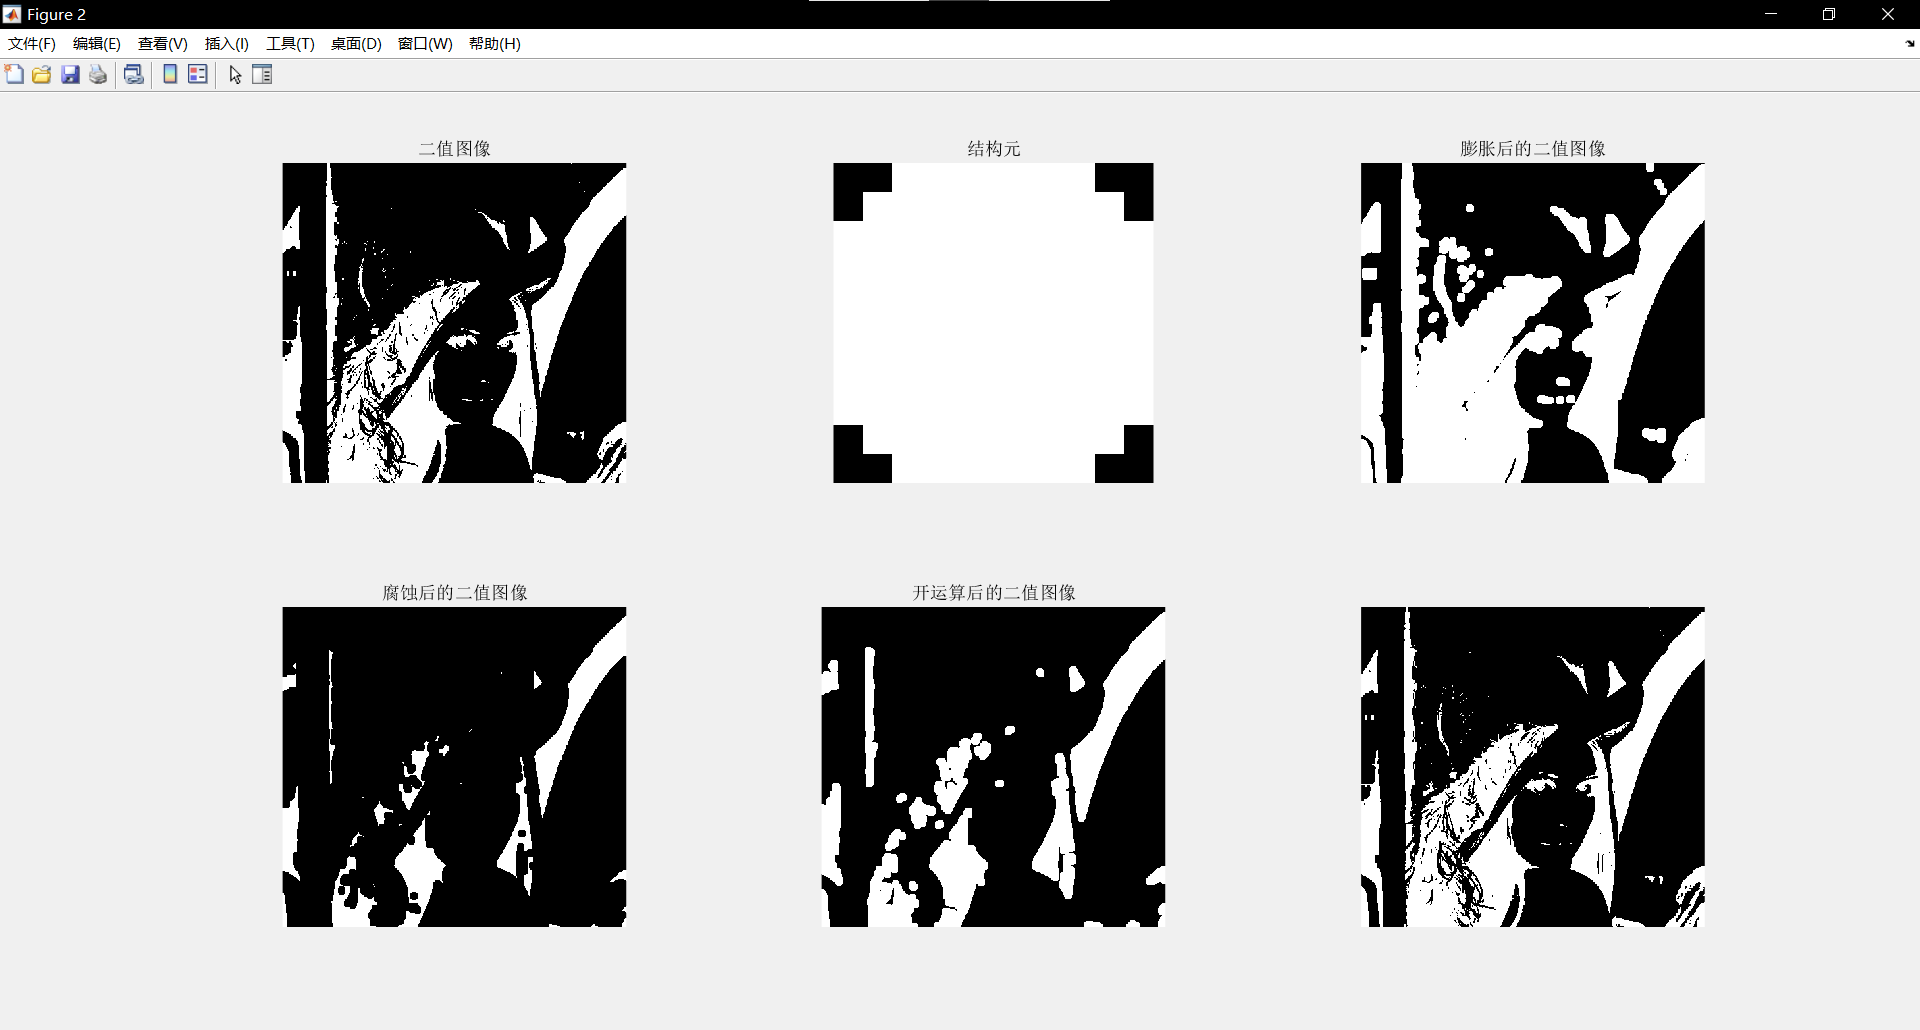 Figure 2
文件(F) 编辑(E) 查看(V) 插入(I) 工具(T) 桌面(D) 窗口(W) 帮助(H)
二值图像
结构元
膨胀后的二值图像
腐蚀后的二值图像
开运算后的二值图像